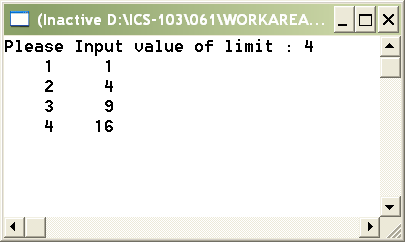 (Inactive D:\ICS-103\061\WORKAREA...
Please Input value of limit : 4
1 1
2 4
3 9
4 16